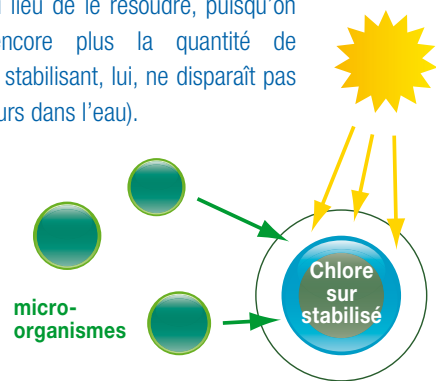 lieu de le résoudre, puisqu'on
encore plus la quantité de
stabilisant, lui, ne disparaît pas
dans l'eau).
Chlore
sur
stabilisé
micro-
organismes